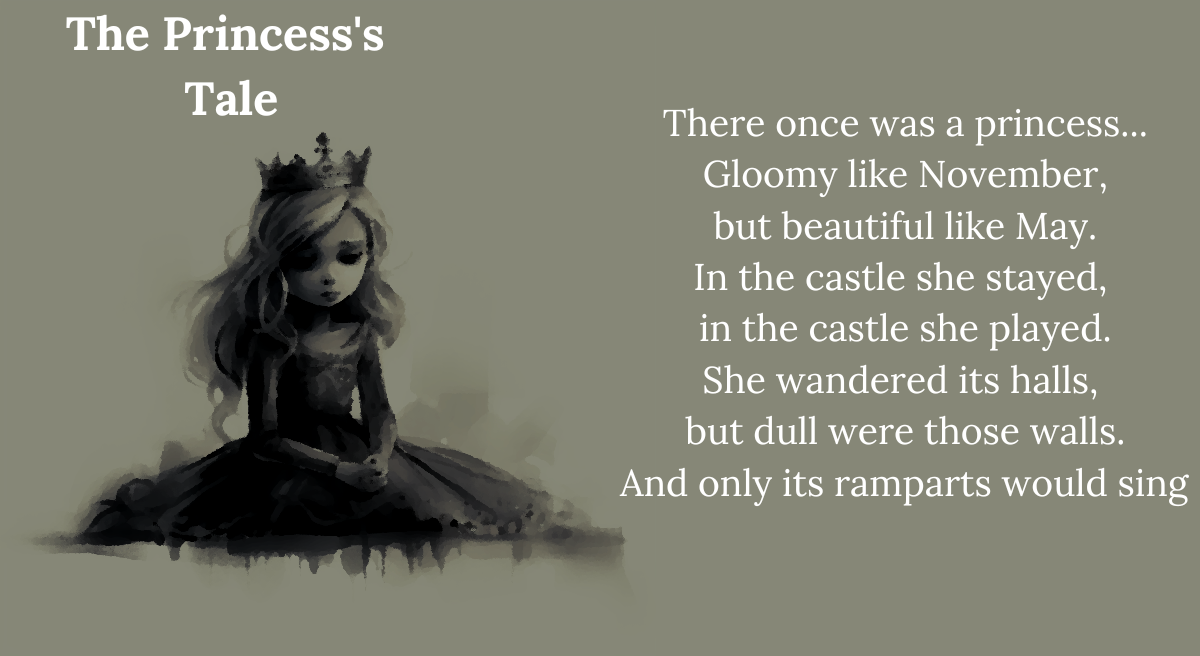 The Princess's
Tale
There once was a princess...
Gloomy like November,
but beautiful like May.
In the castle she stayed,
in the castle she played.
She wandered its halls,
but dull were those walls.
And only its ramparts would sing